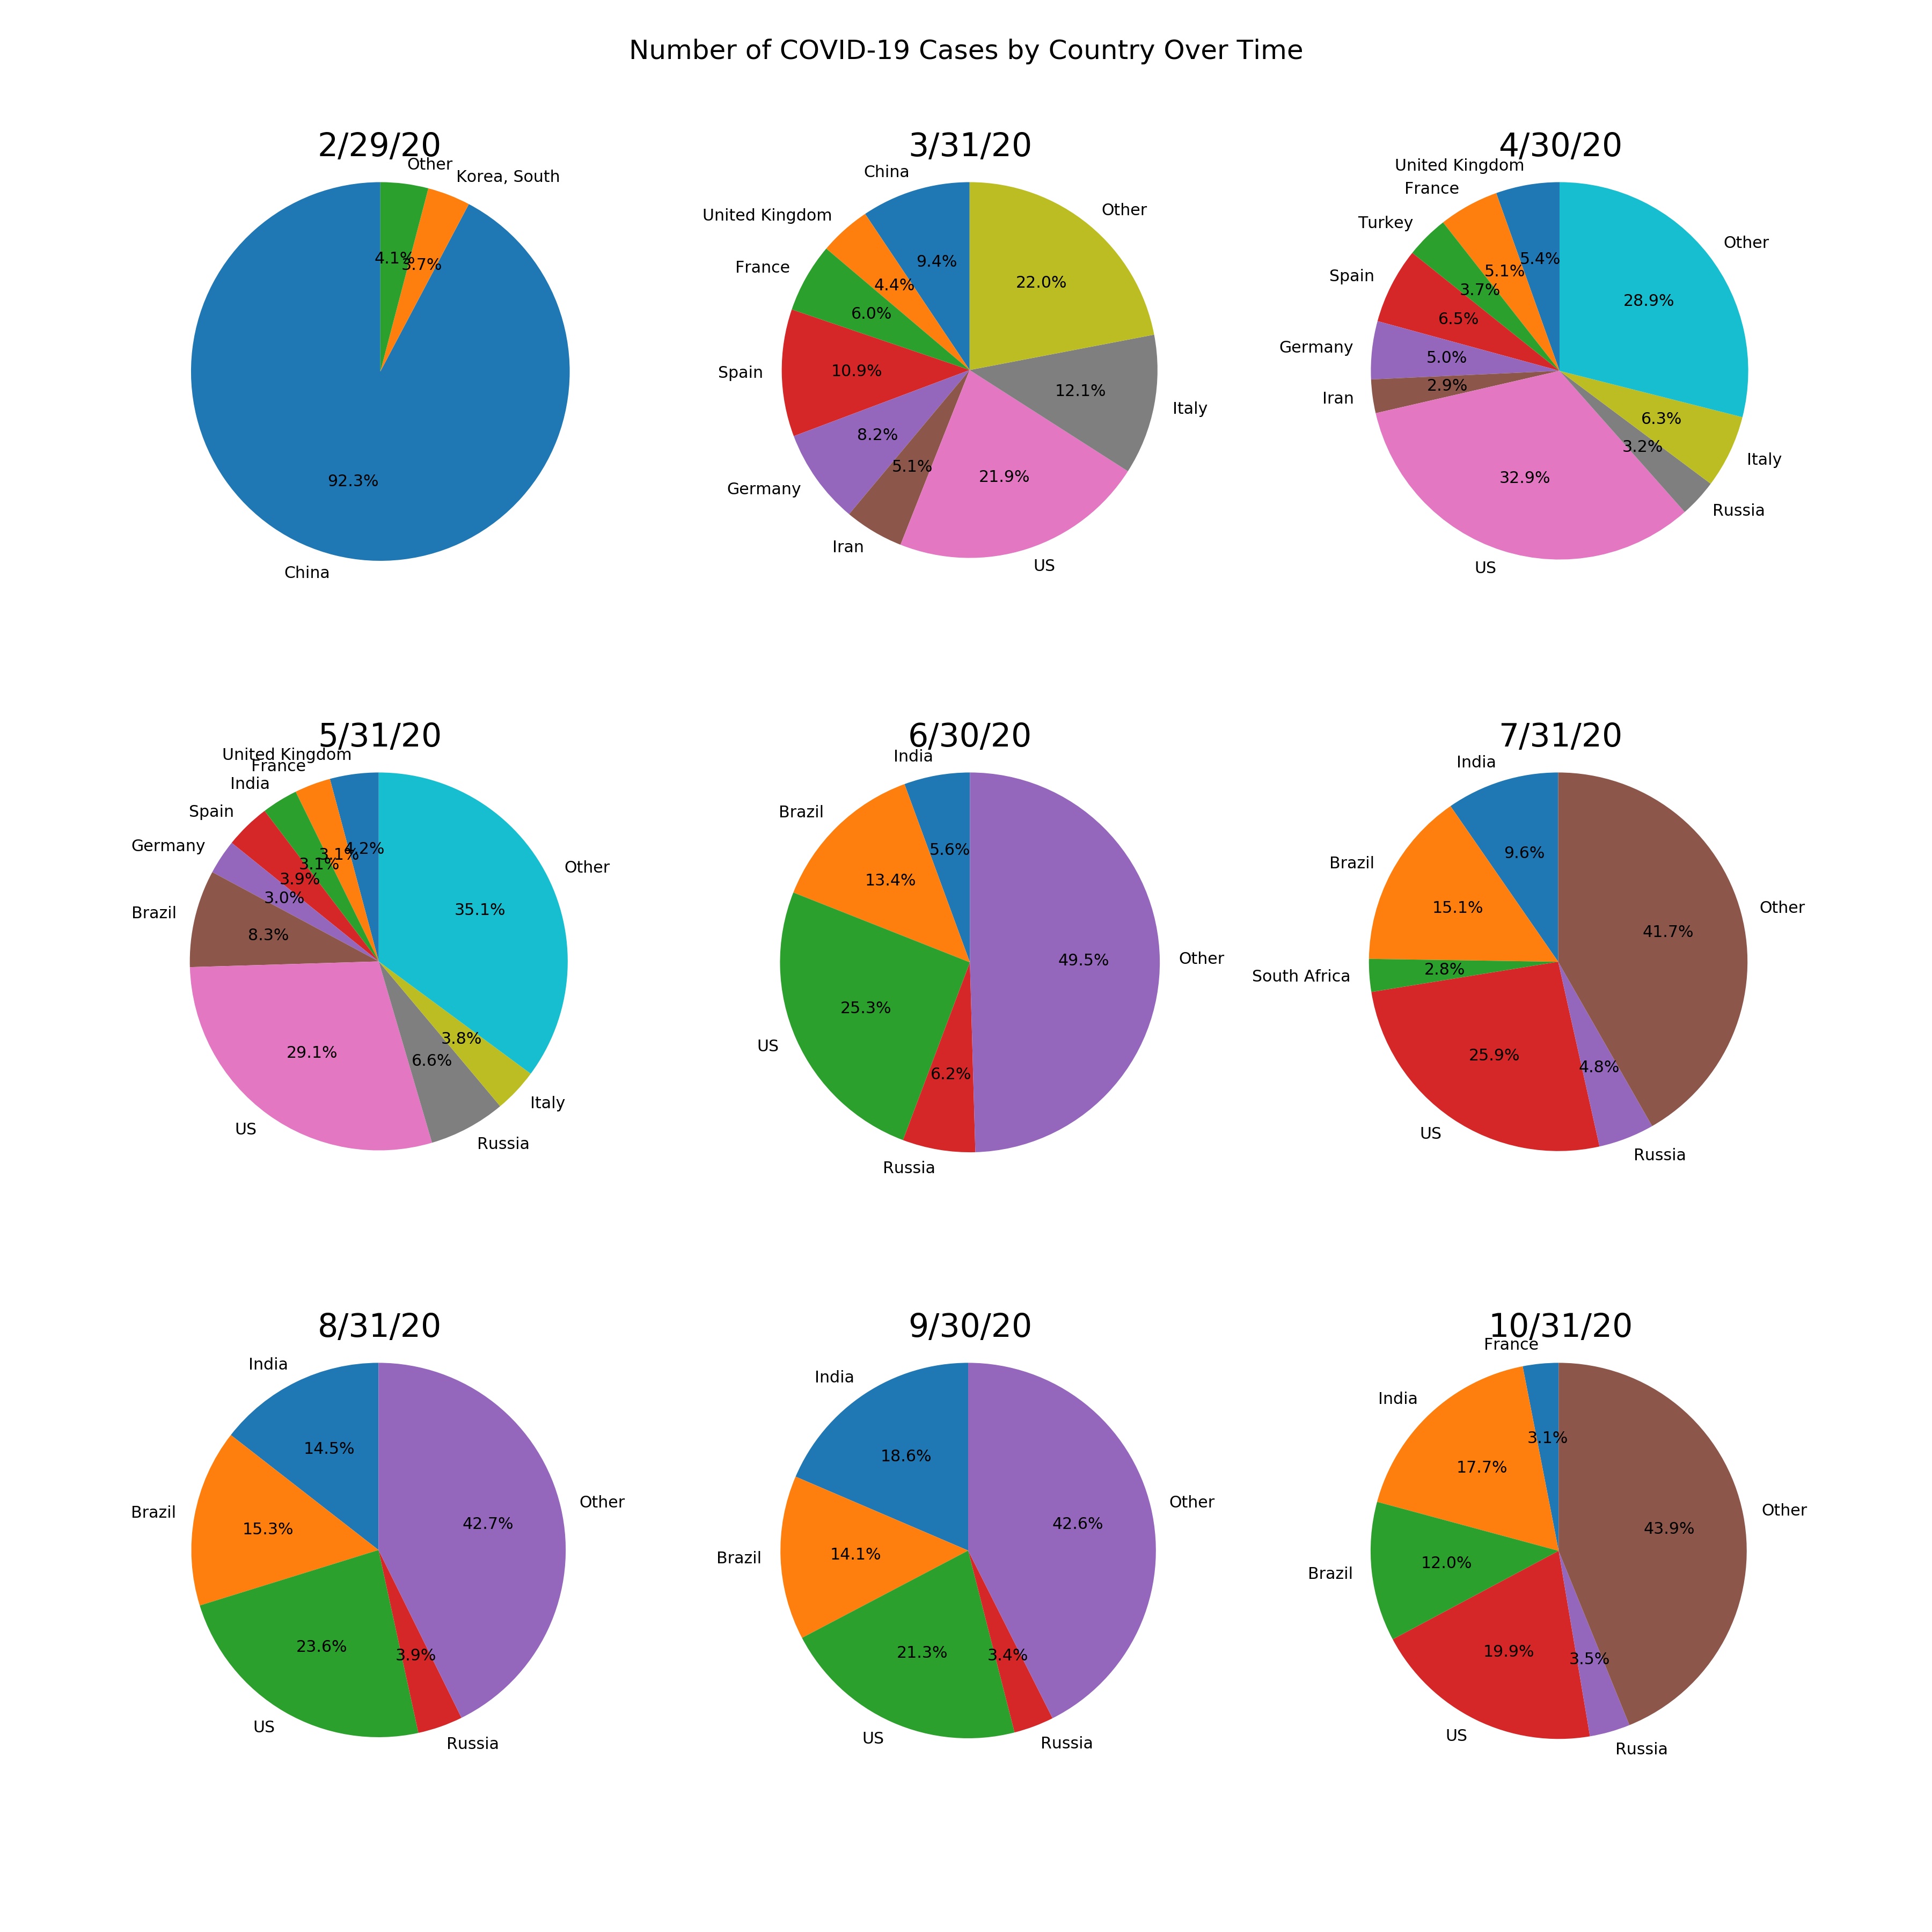 Number of COVID-19 Cases by Country Over Time
2/29/20
Other
Korea, South
4.1%
3.7%
92.3%
China
3/31/20
China
Other
United Kingdom
France
Spain
Germany
Iran
US
Italy
9.4%
4.4%
6.0%
10.9%
8.2%
5.1%
21.9%
12.1%
22.0%
4/30/20
United Kingdom
France
Turkey
Spain
Germany
Iran
US
Russia
Italy
Other
5.4%
5.1%
3.7%
6.5%
5.0%
2.9%
32.9%
3.2%
6.3%
28.9%
5/31/20
United Kingdom
France
India
Spain
Germany
Brazil
US
Russia
Italy
Other
4.2%
3.1%
3.1%
3.9%
3.0%
8.3%
29.1%
6.6%
3.8%
35.1%
6/30/20
India
Brazil
US
Russia
Other
5.6%
13.4%
25.3%
6.2%
49.5%
7/31/20
India
Brazil
South Africa
US
Russia
Other
9.6%
15.1%
2.8%
25.9%
4.8%
41.7%
8/31/20
India
Brazil
US
Russia
Other
14.5%
15.3%
23.6%
3.9%
42.7%
9/30/20
India
Brazil
US
Russia
Other
18.6%
14.1%
21.3%
3.4%
42.6%
10/31/20
France
India
Brazil
US
Russia
Other
3.1%
17.7%
12.0%
19.9%
3.5%
43.9%